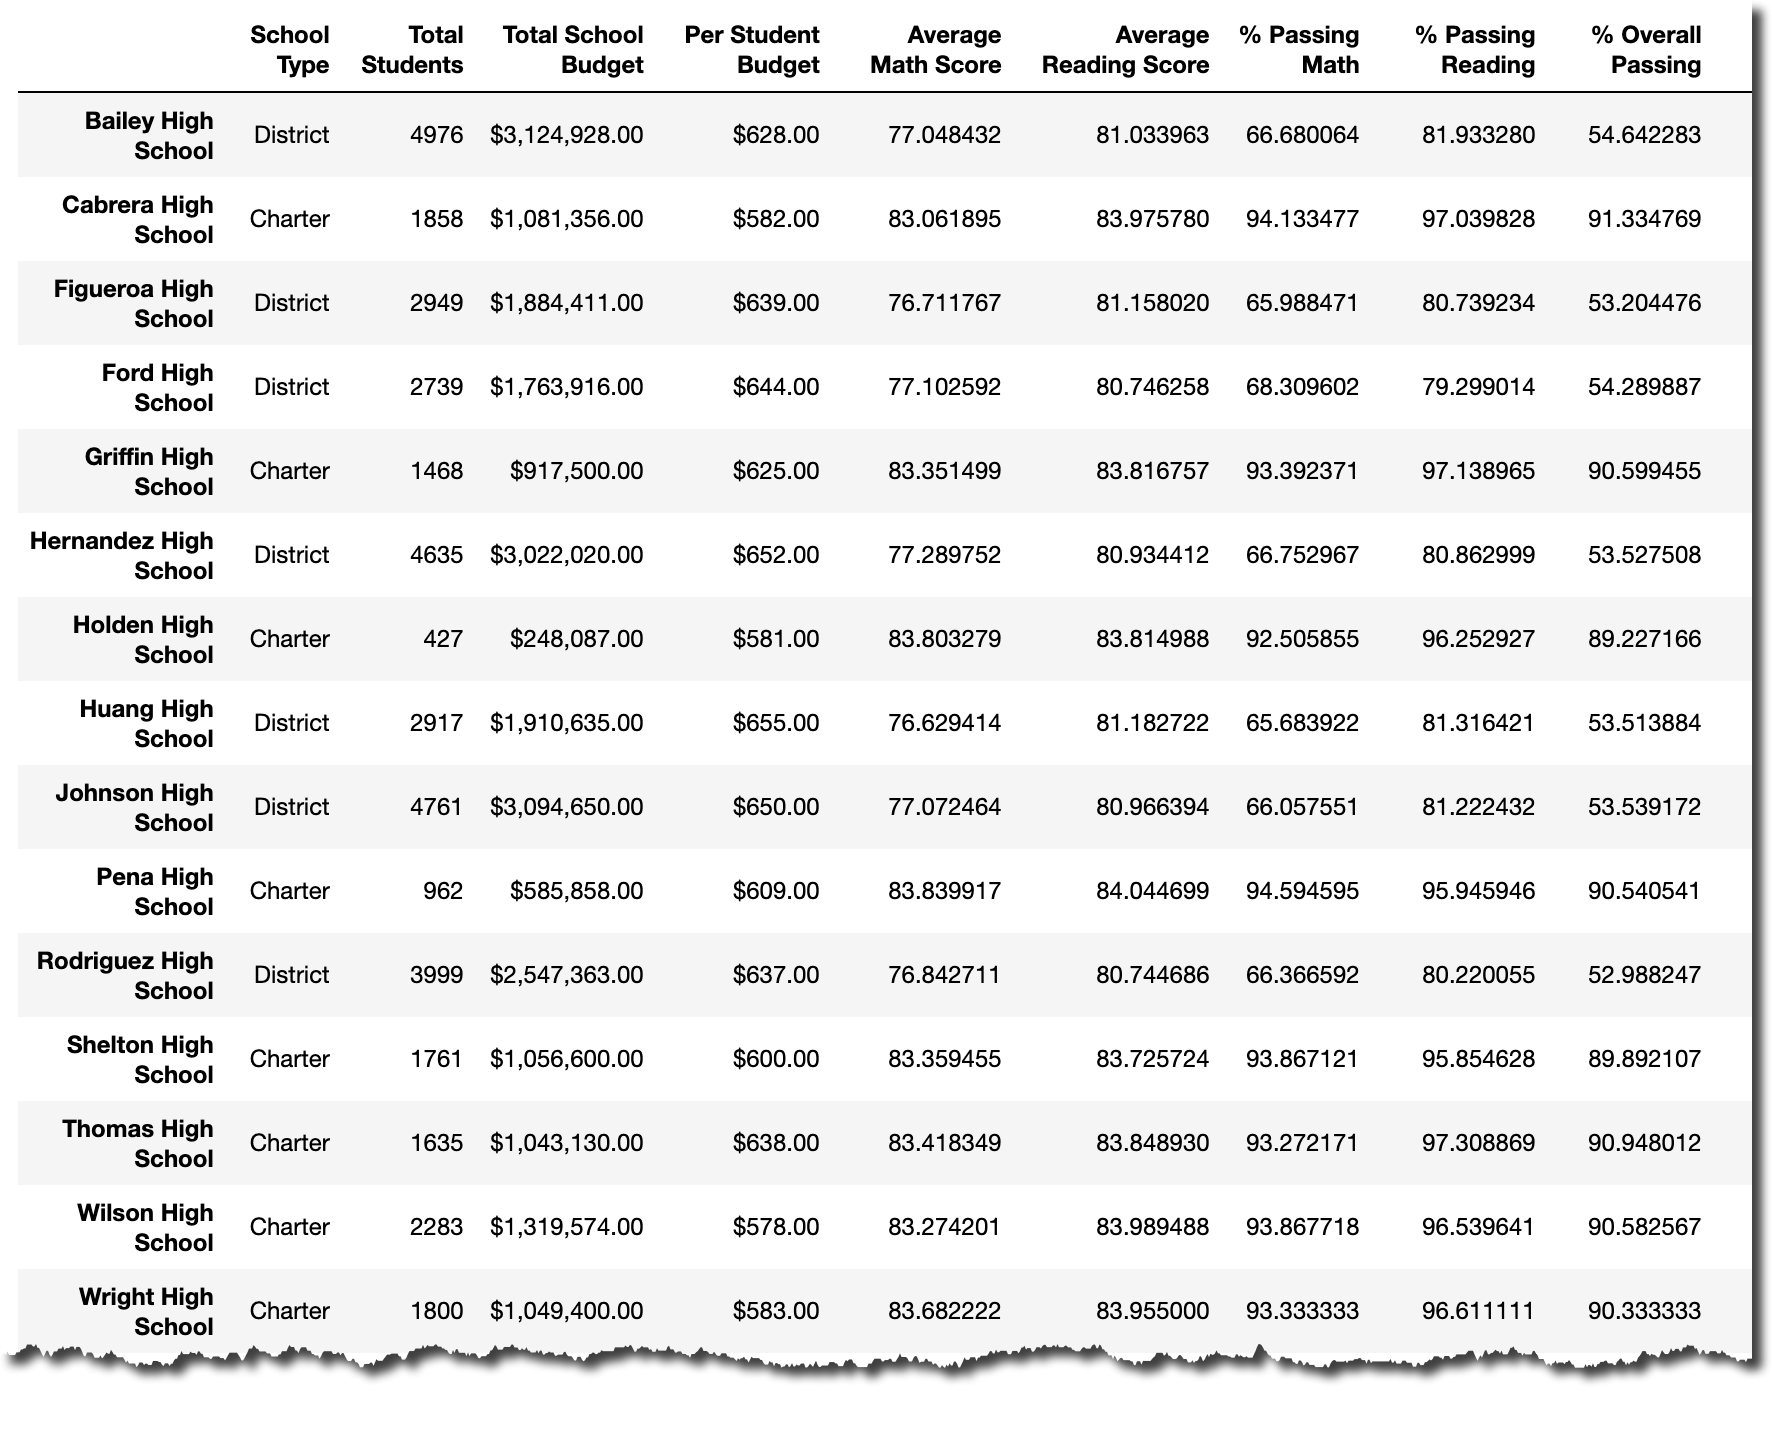 School Total Total School Per Student Average Average % Passing % Passing % Overall
Type Students Budget Budget Math Score Reading Score Math Reading Passing
Bailey High
School District 4976 $3,124,928.00 $628.00 77.048432 81.033963 66.680064 81.933280 54.642283
Cabrera High
School Charter 1858 $1,081,356.00 $582.00 83.061895 83.975780 94.133477 97.039828 91.334769
Figueroa High
School District 2949 $1,884,411.00 $639.00 76.711767 81.158020 65.988471 80.739234 53.204476
Ford High
School District 2739 $1,763,916.00 $644.00 77.102592 80.746258 68.309602 79.299014 54.289887
Griffin High
School Charter 1468 $917,500.00 $625.00 83.351499 83.816757 93.392371 97.138965 90.599455
Hernandez High
School District 4635 $3,022,020.00 $652.00 77.289752 80.934412 66.752967 80.862999 53.527508
Holden High
School Charter 427 $248,087.00 $581.00 83.803279 83.814988 92.505855 96.252927 89.227166
Huang High
School District 2917 $1,910,635.00 $655.00 76.629414 81.182722 65.683922 81.316421 53.513884
Johnson High
School District 4761 $3,094,650.00 $650.00 77.072464 80.966394 66.057551 81.222432 53.539172
Pena High
School Charter 962 $585,858.00 $609.00 83.839917 84.044699 94.594595 95.945946 90.540541
Rodriguez High
School District 3999 $2,547,363.00 $637.00 76.842711 80.744686 66.366592 80.220055 52.988247
Shelton High
School Charter 1761 $1,056,600.00 $600.00 83.359455 83.725724 93.867121 95.854628 89.892107
Thomas High
School Charter 1635 $1,043,130.00 $638.00 83.418349 83.848930 93.272171 97.308869 90.948012
Wilson High
School Charter 2283 $1,319,574.00 $578.00 83.274201 83.989488 93.867718 96.539641 90.582567
Wright High
School Charter 1800 $1,049,400.00 $583.00 83.682222 83.955000 93.333333 96.611111 90.333333